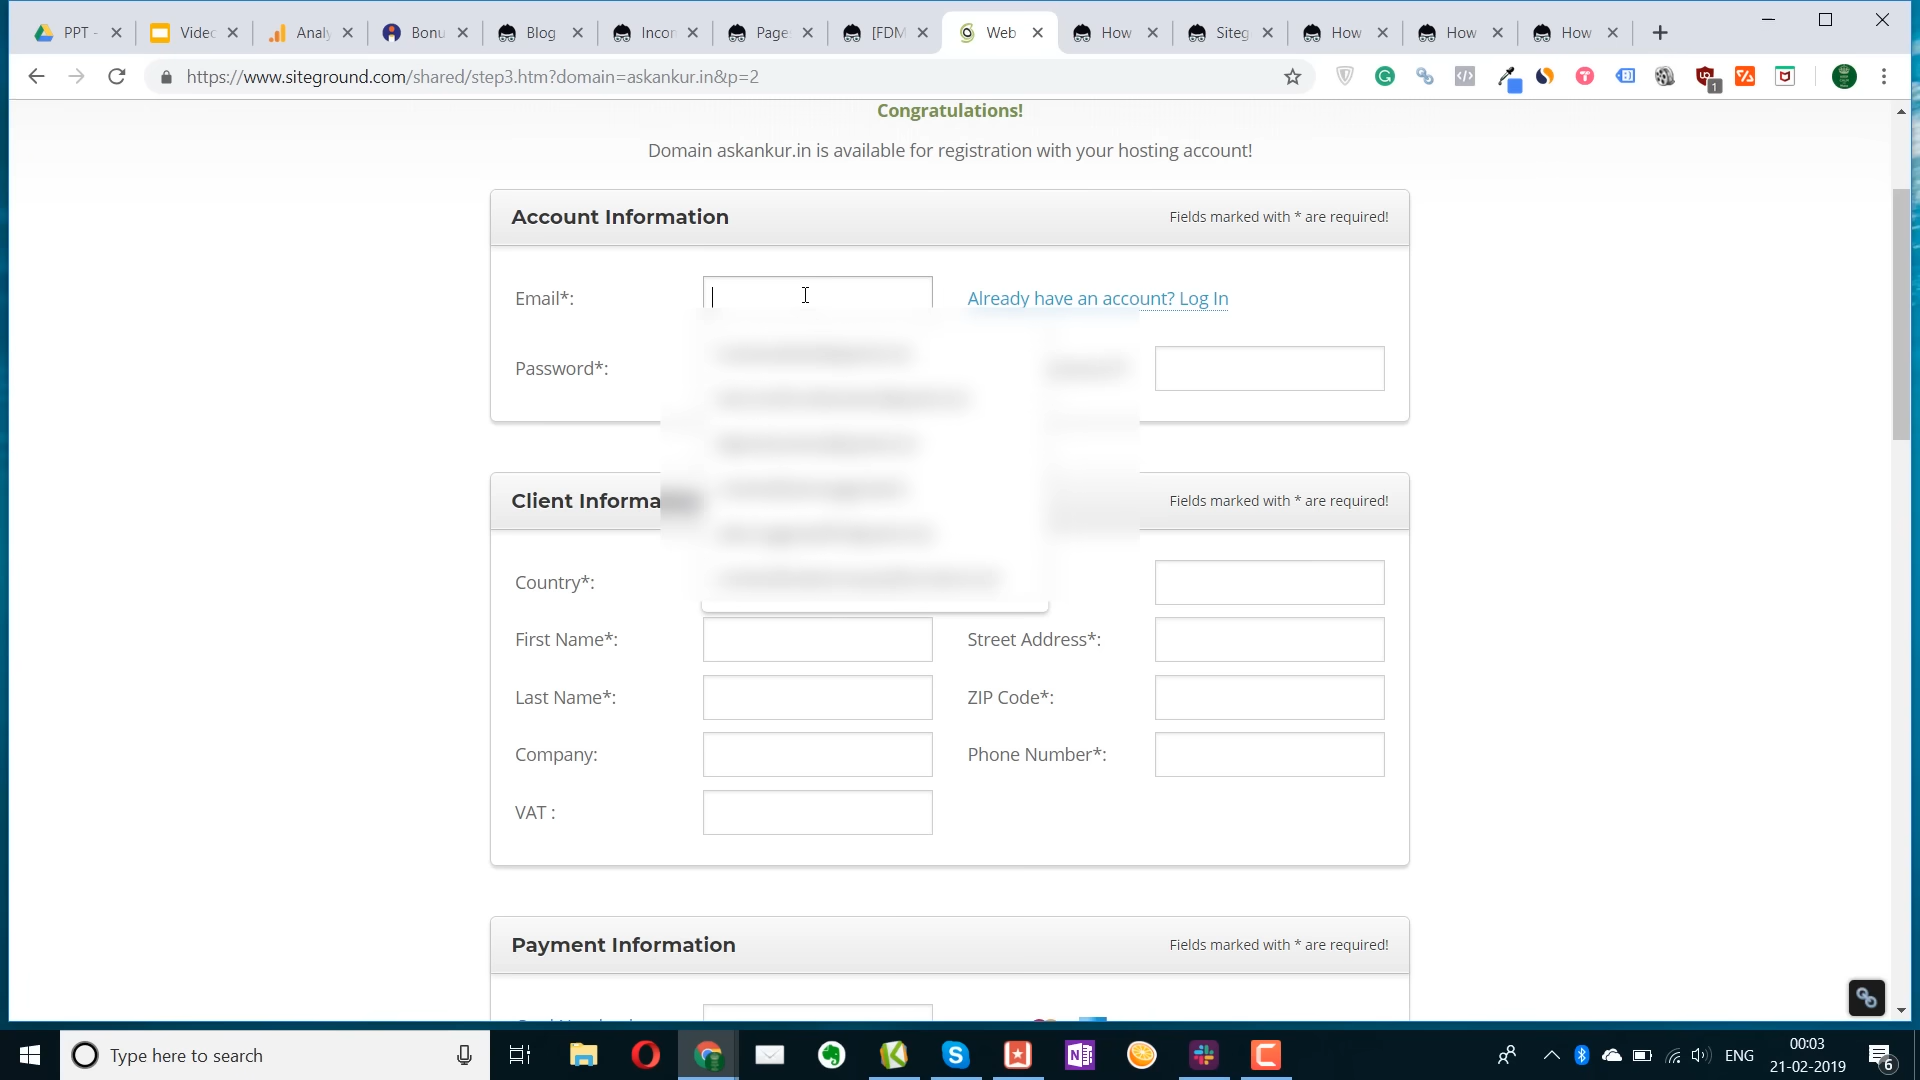 PPT -
Videc
Analy
Bonu
Blog
Incor
Page
[FDM
Web
How
Siteg
How
How
How
https://www.siteground.com/shared/step3.htm?domain=askankur.in&p=2
1
Congratulations!
Domain askankur.in is available for registration with your hosting account!
Account Information
Fields marked with * are required!
Email*:
Already have an account? Log In
Password*:
Client Informa
Fields marked with * are required!
Country*:
First Name*:
Street Address*:
Last Name*:
ZIP Code*:
Company:
Phone Number*:
VAT :
Payment Information
Fields marked with * are required!
Type here to search
ENG
00:03
21-02-2019
6